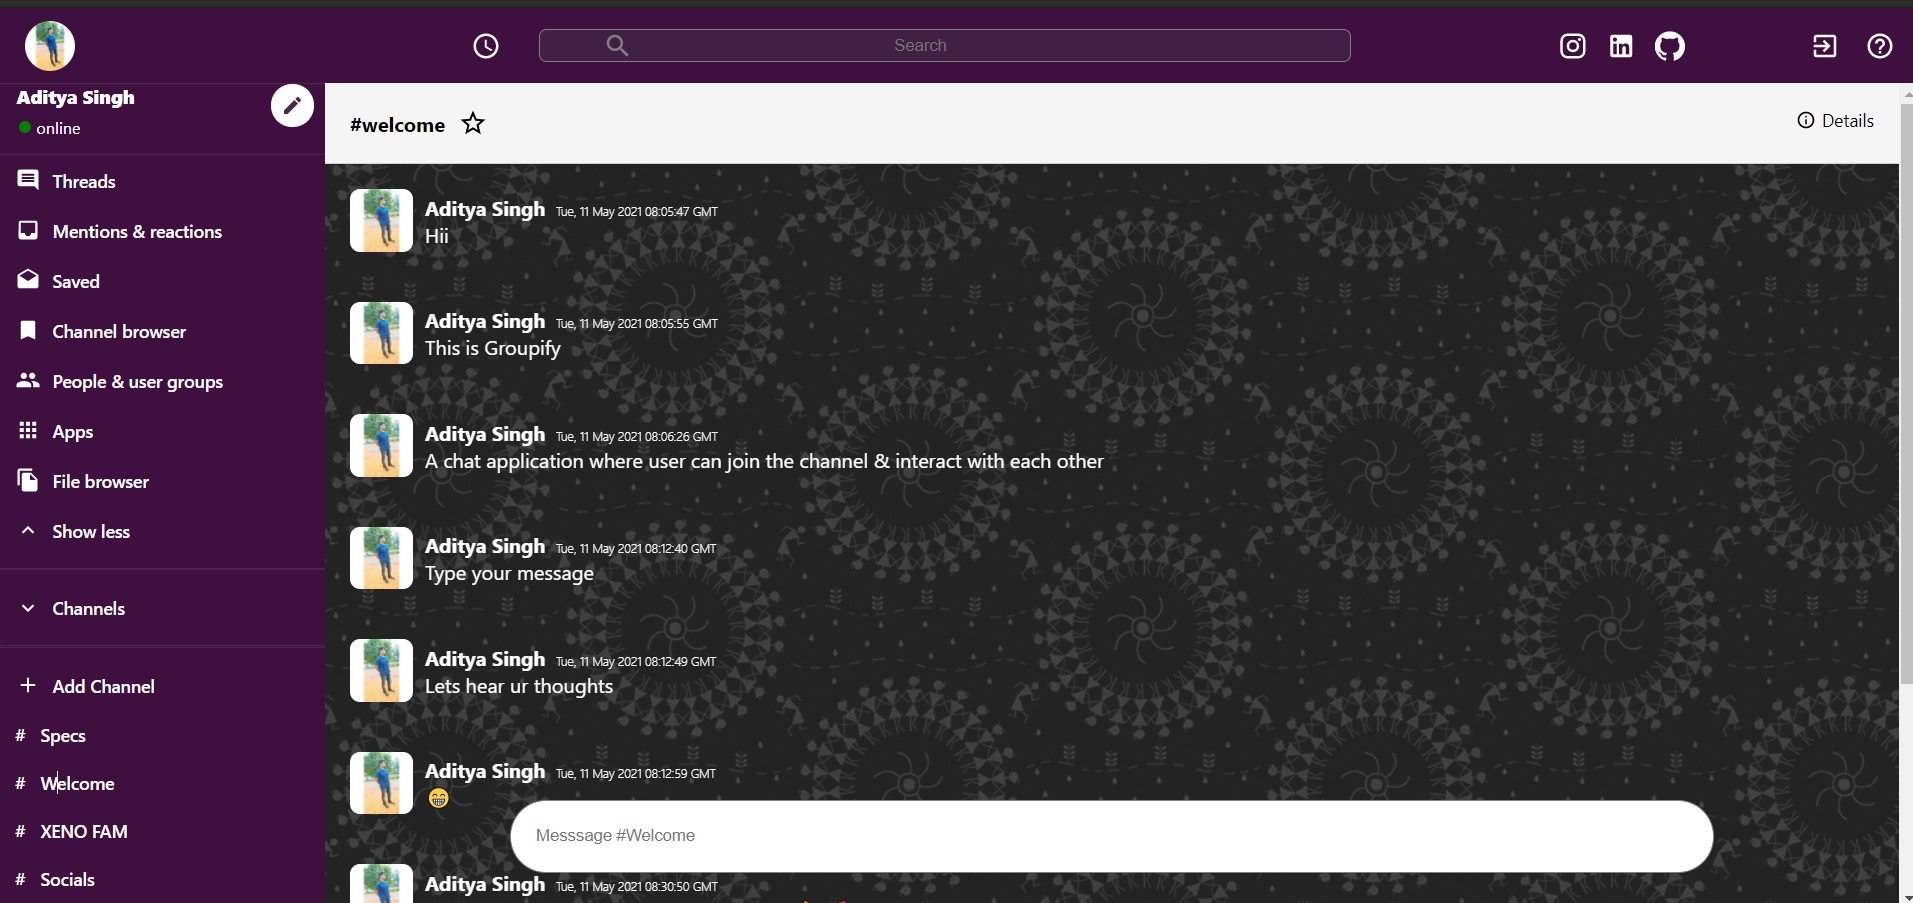 Search
Aditya Singh
online
Threads
Mentions & reactions
Saved
Channel browser
People & user groups
Apps
File browser
Show less
Channels
Add Channel
# Specs
# Welcome
# XENO FAM
# Socials
#welcome
Details
Aditya Singh Tue, 11 May 2021 08:05:47 GMT
Hii
Aditya Singh Tue, 11 May 2021 08:05:55 GMT
This is Groupify
Aditya Singh Tue, 11 May 2021 08:06:26 GMT
A chat application where user can join the channel & interact with each other
Aditya Singh Tue, 11 May 2021 08:12:40 GMT
Type your message
Aditya Singh Tue, 11 May 2021 08:12:49 GMT
Lets hear ur thoughts
Aditya Singh Tue, 11 May 2021 08:12:59 GMT
😁
Messsage #Welcome
Aditya Singh Tue, 11 May 2021 08:30:50 GMT